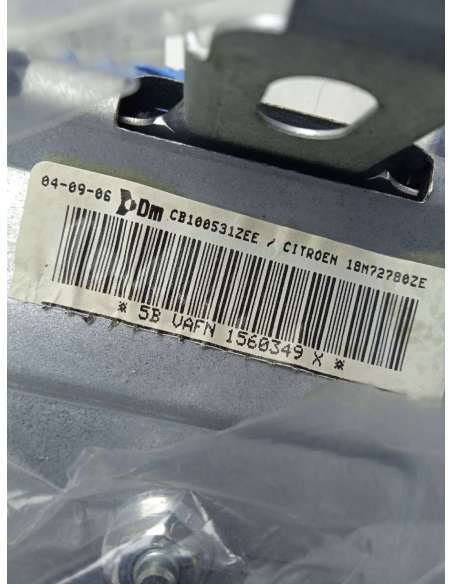 04-09-06 Dm CB100531ZEE / CITROEN 18M72780ZE
* 5B VAFN 1560349 X *